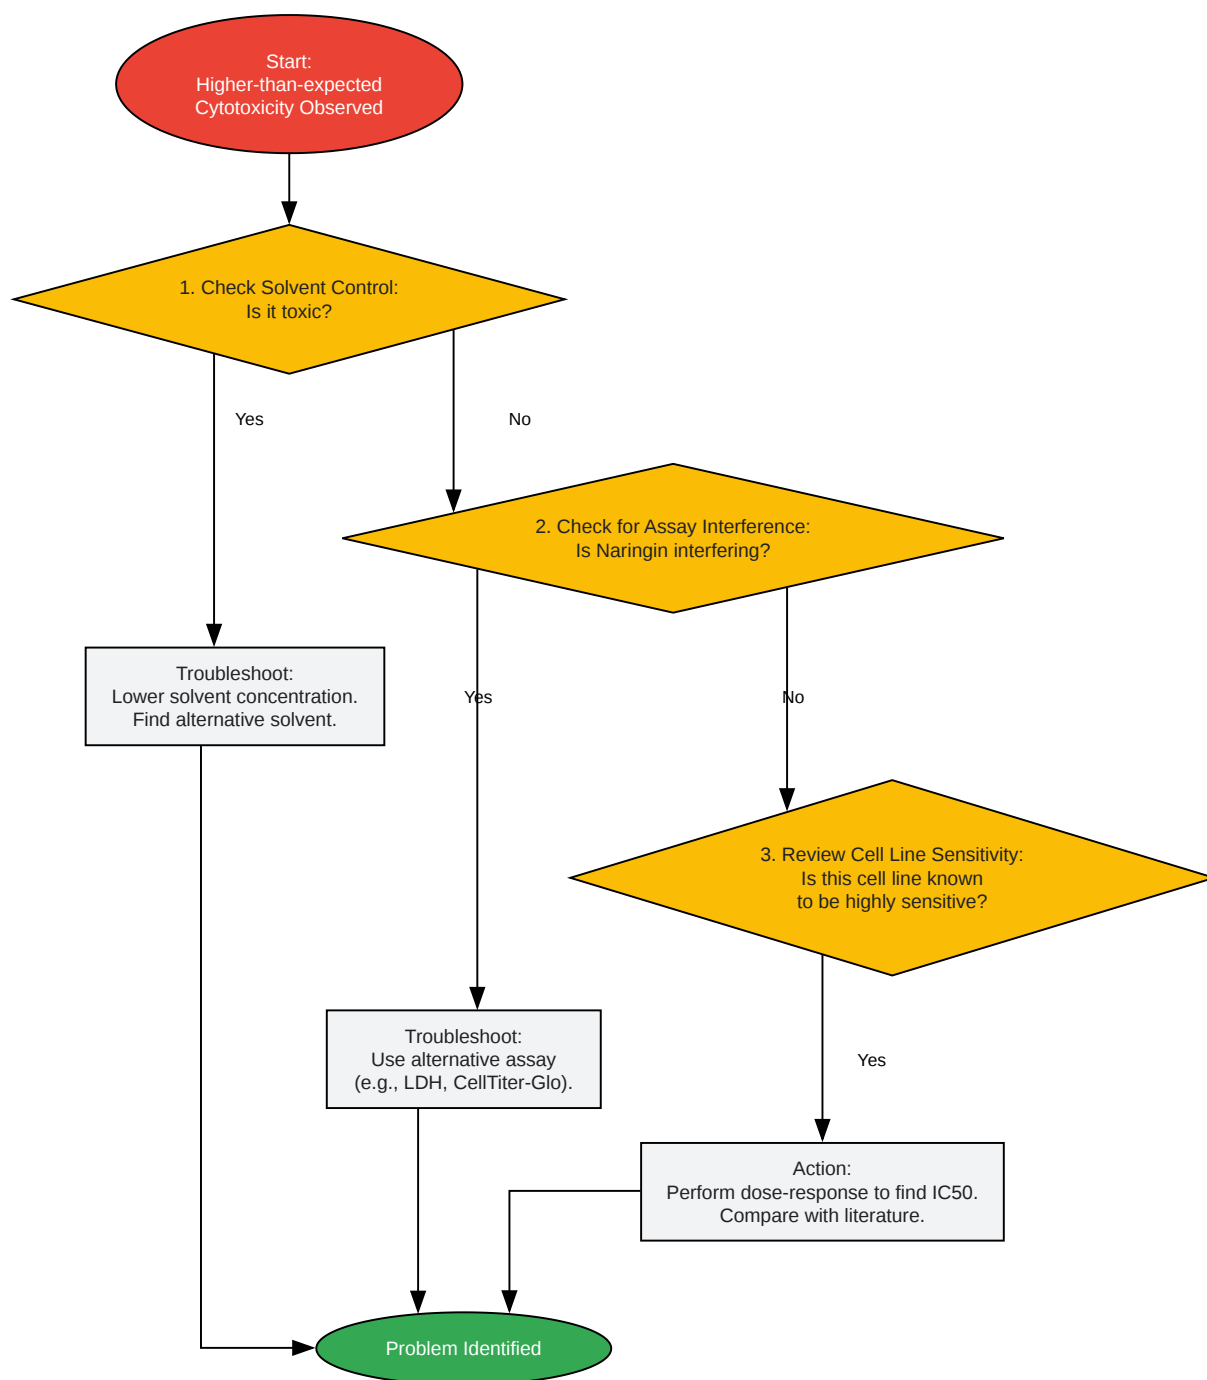 Start:
Higher-than-expected
Cytotoxicity Observed
1. Check Solvent Control:
Is it toxic?
Yes
No
2. Check for Assay Interference:
Is Naringin interfering?
Troubleshoot:
Lower solvent concentration.
Find alternative solvent.
Yes
No
3. Review Cell Line Sensitivity:
Is this cell line known
to be highly sensitive?
Troubleshoot:
Use alternative assay
(e.g., LDH, CellTiter-Glo).
Yes
Action:
Perform dose-response to find IC50.
Compare with literature.
Problem Identified